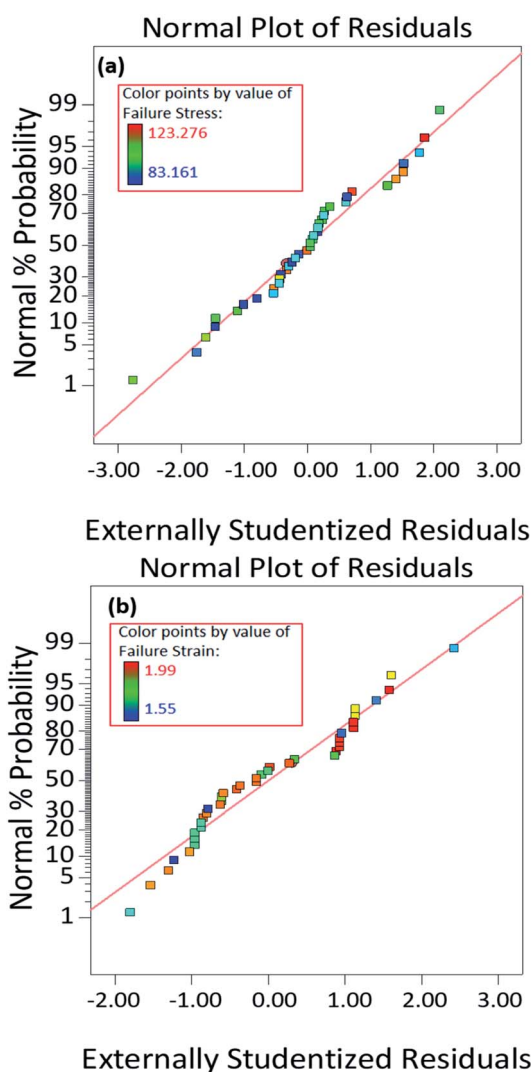 Normal Plot of Residuals
(a)
Color points by value of
Failure Stress:
123.276
83.161
Normal % Probability
99
95
90
80
70
50
30
20
10
5
1
-3.00 -2.00 -1.00 0.00 1.00 2.00 3.00
Externally Studentized Residuals
Normal Plot of Residuals
(b)
Color points by value of
Failure Strain:
1.99
1.55
Normal % Probability
99
95
90
80
70
50
30
20
10
5
1
-2.00 -1.00 0.00 1.00 2.00 3.00
Externally Studentized Residuals